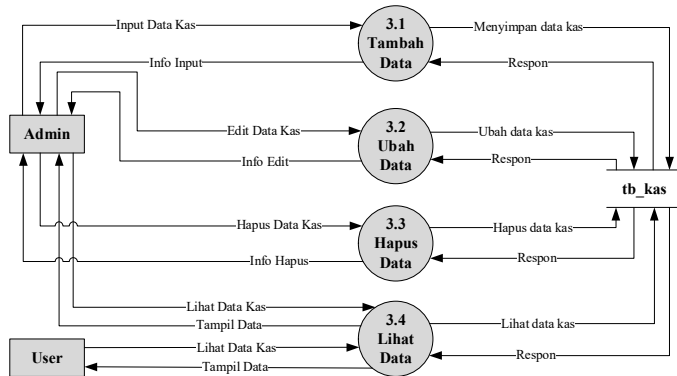 Input Data Kas
3.1
Tambah
Data
Menyimpan data kas
Info Input
Respon
Admin
Edit Data Kas
3.2
Ubah
Data
Ubah data kas
Info Edit
Respon
tb_kas
Hapus Data Kas
3.3
Hapus
Data
Hapus data kas
Info Hapus
Respon
Lihat Data Kas
3.4
Lihat
Data
Tampil Data
Lihat data kas
User
Lihat Data Kas
Tampil Data
Respon